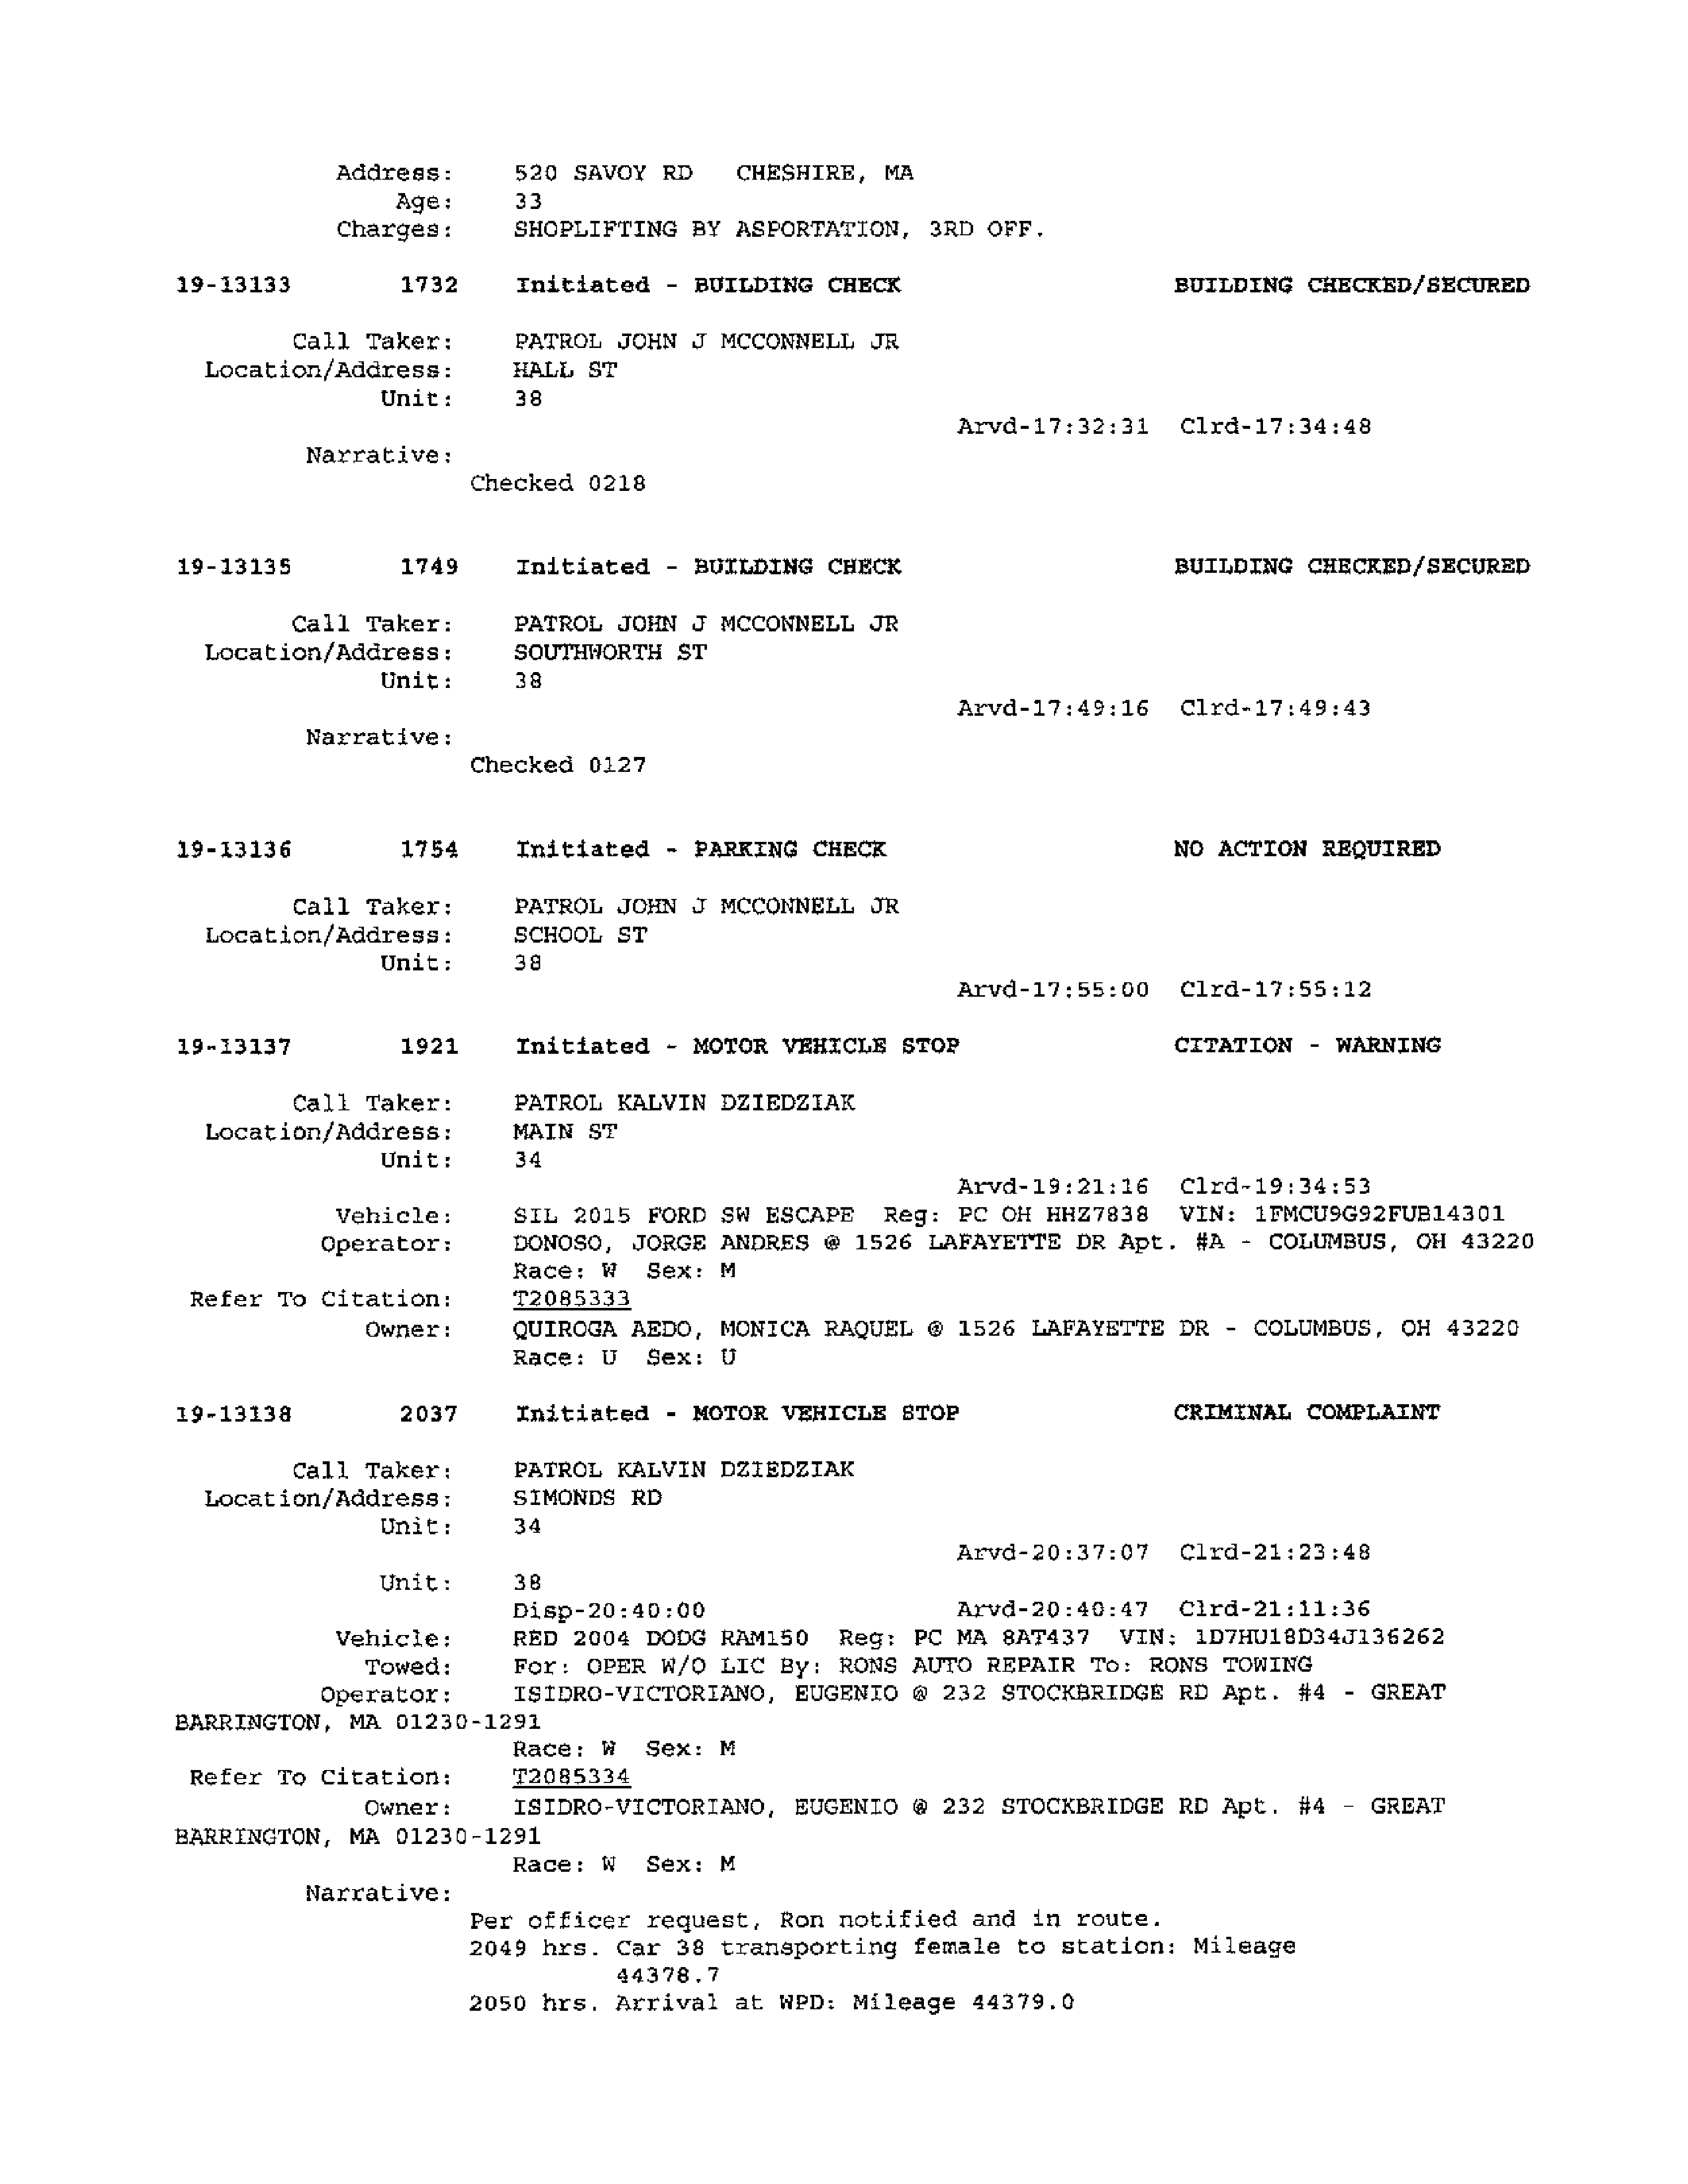 Address: 520 SAVOY RD CHESHIRE, MA
Age: 33
Charges: SHOPLIFTING BY ASPORTATION, 3RD OFF.
19-13133 1732 Initiated - BUILDING CHECK BUILDING CHECKED/SECURED
Call Taker: PATROL JOHN J MCCONNELL JR
Location/Address: HALL ST
Unit: 38
Arvd-17:32:31 Clrd-17:34:48
Narrative:
Checked 0218
19-13135 1749 Initiated - BUILDING CHECK BUILDING CHECKED/SECURED
Call Taker: PATROL JOHN J MCCONNELL JR
Location/Address: SOUTHWORTH ST
Unit: 38
Arvd-17:49:16 Clrd-17:49:43
Narrative:
Checked 0127
19-13136 1754 Initiated - PARKING CHECK NO ACTION REQUIRED
Call Taker: PATROL JOHN J MCCONNELL JR
Location/Address: SCHOOL ST
Unit: 38
Arvd-17:55:00 Clrd-17:55:12
19-13137 1921 Initiated - MOTOR VEHICLE STOP CITATION - WARNING
Call Taker: PATROL KALVIN DZIEDZIAK
Location/Address: MAIN ST
Unit: 34
Arvd-19:21:16 Clrd-19:34:53
Vehicle: SIL 2015 FORD SW ESCAPE Reg: PC OH HHZ7838 VIN: 1FMCU9G92FUB14301
Operator: DONOSO, JORGE ANDRES @ 1526 LAFAYETTE DR Apt. #A - COLUMBUS, OH 43220
Race: W Sex: M
Refer To Citation: T2085333
Owner: QUIROGA AEDO, MONICA RAQUEL @ 1526 LAFAYETTE DR - COLUMBUS, OH 43220
Race: U Sex: U
19-13138 2037 Initiated - MOTOR VEHICLE STOP CRIMINAL COMPLAINT
Call Taker: PATROL KALVIN DZIEDZIAK
Location/Address: SIMONDS RD
Unit: 34
Arvd-20:37:07 Clrd-21:23:48
Unit: 38
Disp-20:40:00 Arvd-20:40:47 Clrd-21:11:36
Vehicle: RED 2004 DODG RAM150 Reg: PC MA 8AT437 VIN: 1D7HU18D34J136262
Towed: For: OPER W/O LIC By: RONS AUTO REPAIR To: RONS TOWING
Operator: ISIDRO-VICTORIANO, EUGENIO @ 232 STOCKBRIDGE RD Apt. #4 - GREAT
BARRINGTON, MA 01230-1291
Race: W Sex: M
Refer To Citation: T2085334
Owner: ISIDRO-VICTORIANO, EUGENIO @ 232 STOCKBRIDGE RD Apt. #4 - GREAT
BARRINGTON, MA 01230-1291
Race: W Sex: M
Narrative:
Per officer request, Ron notified and in route.
2049 hrs. Car 38 transporting female to station: Mileage
44378.7
2050 hrs. Arrival at WPD: Mileage 44379.0